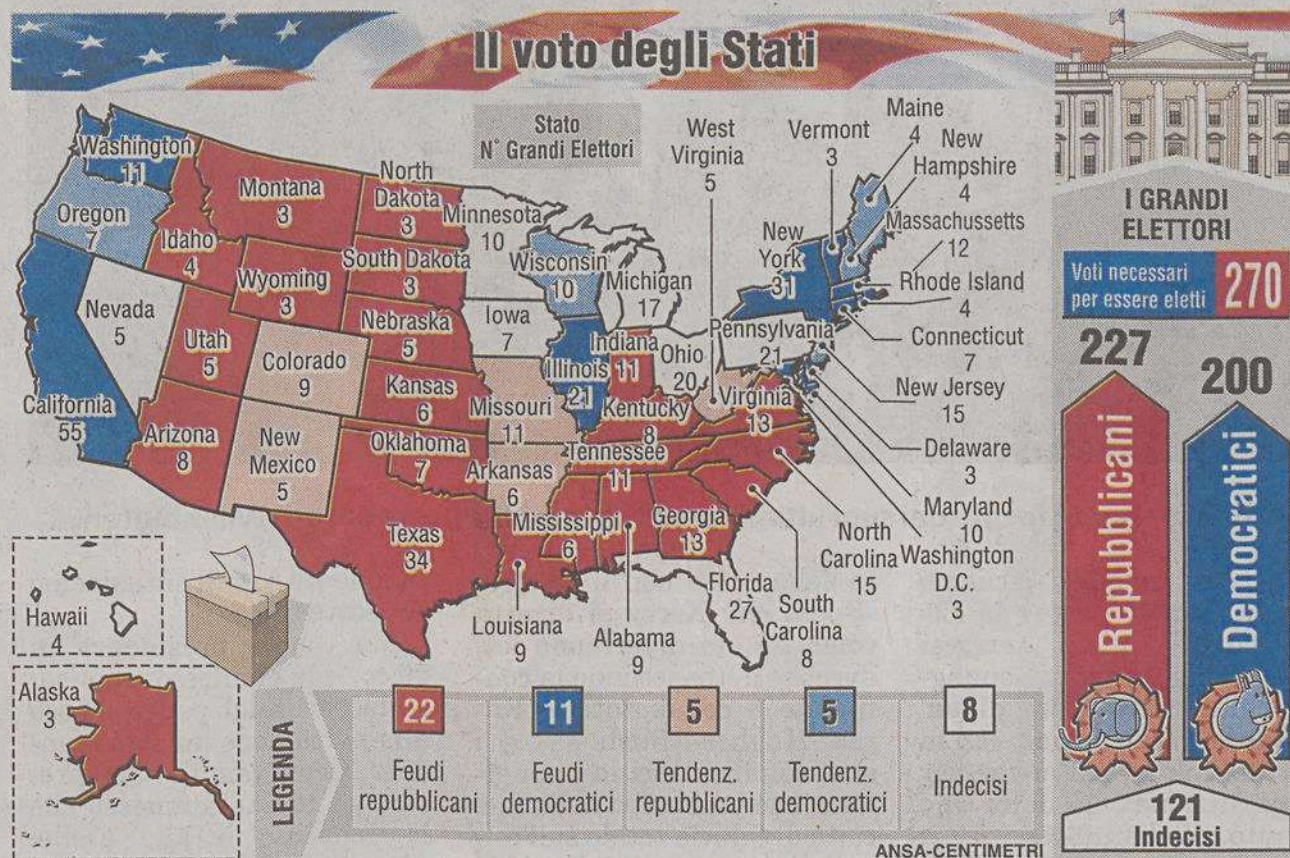 Il voto degli Stati
Stato
N° Grandi Elettori
Washington
11
Oregon
7
California
55
Nevada
5
Idaho
4
Montana
3
Wyoming
3
Utah
5
Arizona
8
Colorado
9
New
Mexico
5
North
Dakota
3
South Dakota
3
Nebraska
5
Kansas
6
Oklahoma
7
Texas
34
Minnesota
10
Iowa
7
Missouri
11
Arkansas
6
Louisiana
9
Wisconsin
10
Illinois
21
Michigan
17
Indiana
11
Ohio
20
Kentucky
8
Tennessee
11
Mississippi
6
Alabama
9
Georgia
13
Florida
27
South
Carolina
8
North
Carolina
15
Virginia
13
West
Virginia
5
Pennsylvania
21
New
York
31
Vermont
3
Maine
4
New
Hampshire
4
Massachussetts
12
Rhode Island
4
Connecticut
7
New Jersey
15
Delaware
3
Maryland
10
Washington
D.C.
3
Hawaii
4
Alaska
3
LEGENDA
22
Feudi
repubblicani
11
Feudi
democratici
5
Tendenz.
repubblicani
5
Tendenz.
democratici
8
Indecisi
ANSA-CENTIMETRI
I GRANDI
ELETTORI
Voti necessari
per essere eletti
270
227
Repubblicani
200
Democratici
121
Indecisi